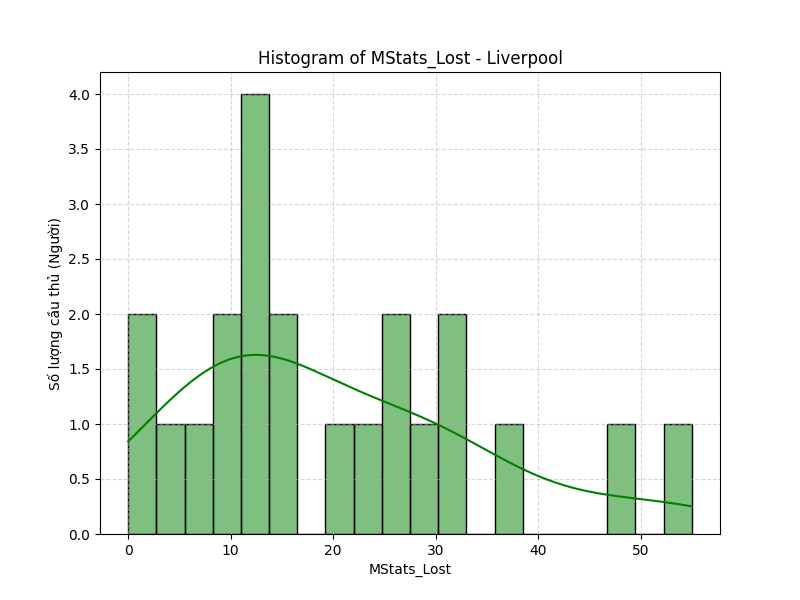 Histogram of MStats_Lost - Liverpool
4.0
3.5
3.0
2.5
2.0
1.5
1.0
0.5
0.0
Số lượng cầu thủ (Người)
0 10 20 30 40 50
MStats_Lost